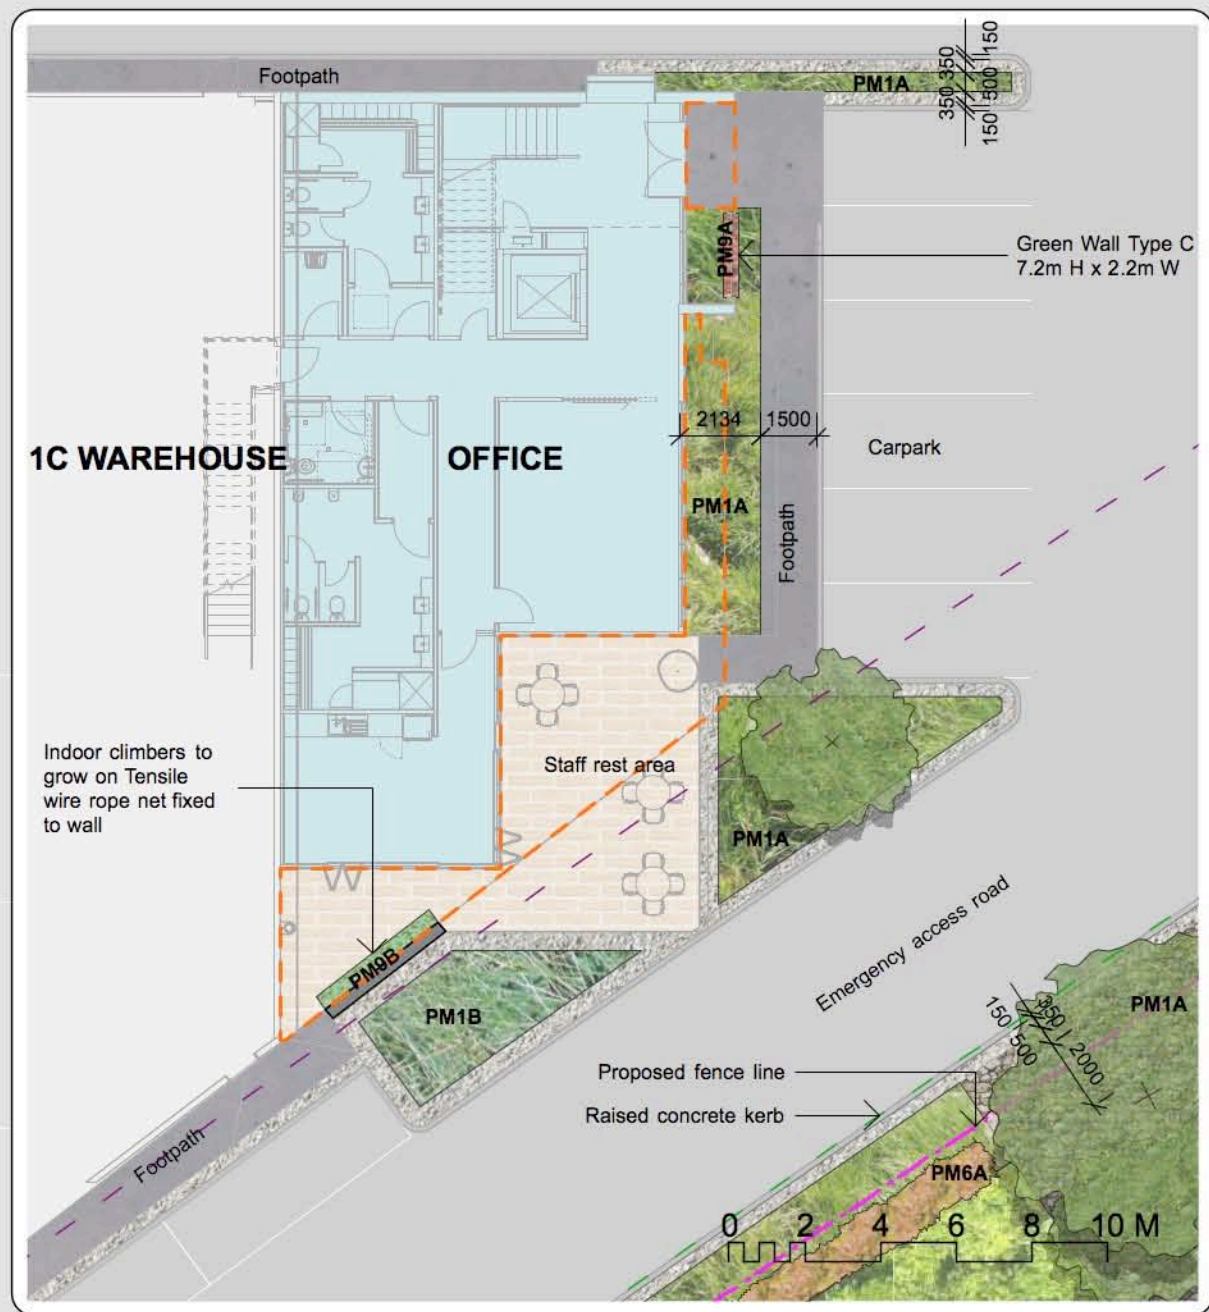 Footpath
PM1A
150
350
500
350
150
PM9A
Green Wall Type C
7.2m H x 2.2m W
2134
1500
Carpark
1C WAREHOUSE
OFFICE
PM1A
Footpath
Indoor climbers to
grow on Tensile
wire rope net fixed
to wall
Staff rest area
PM1A
Emergency access road
PM9B
PM1B
PM1A
150
500
350
2000
Proposed fence line
Raised concrete kerb
Footpath
PM6A
0 2 4 6 8 10 M